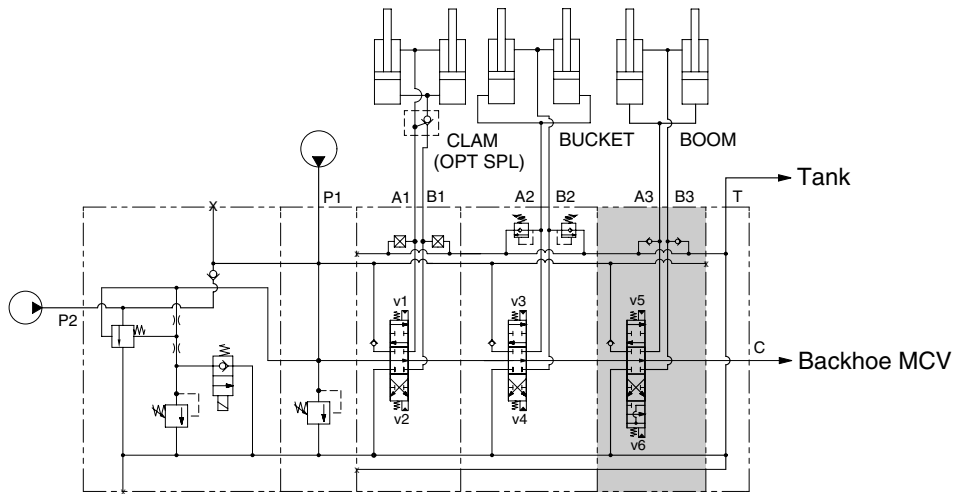 CLAM
(OPT SPL)
BUCKET
BOOM
Tank
P1
A1
B1
A2
B2
A3
B3
T
P2
v1
v3
v5
C
Backhoe MCV
v2
v4
v6